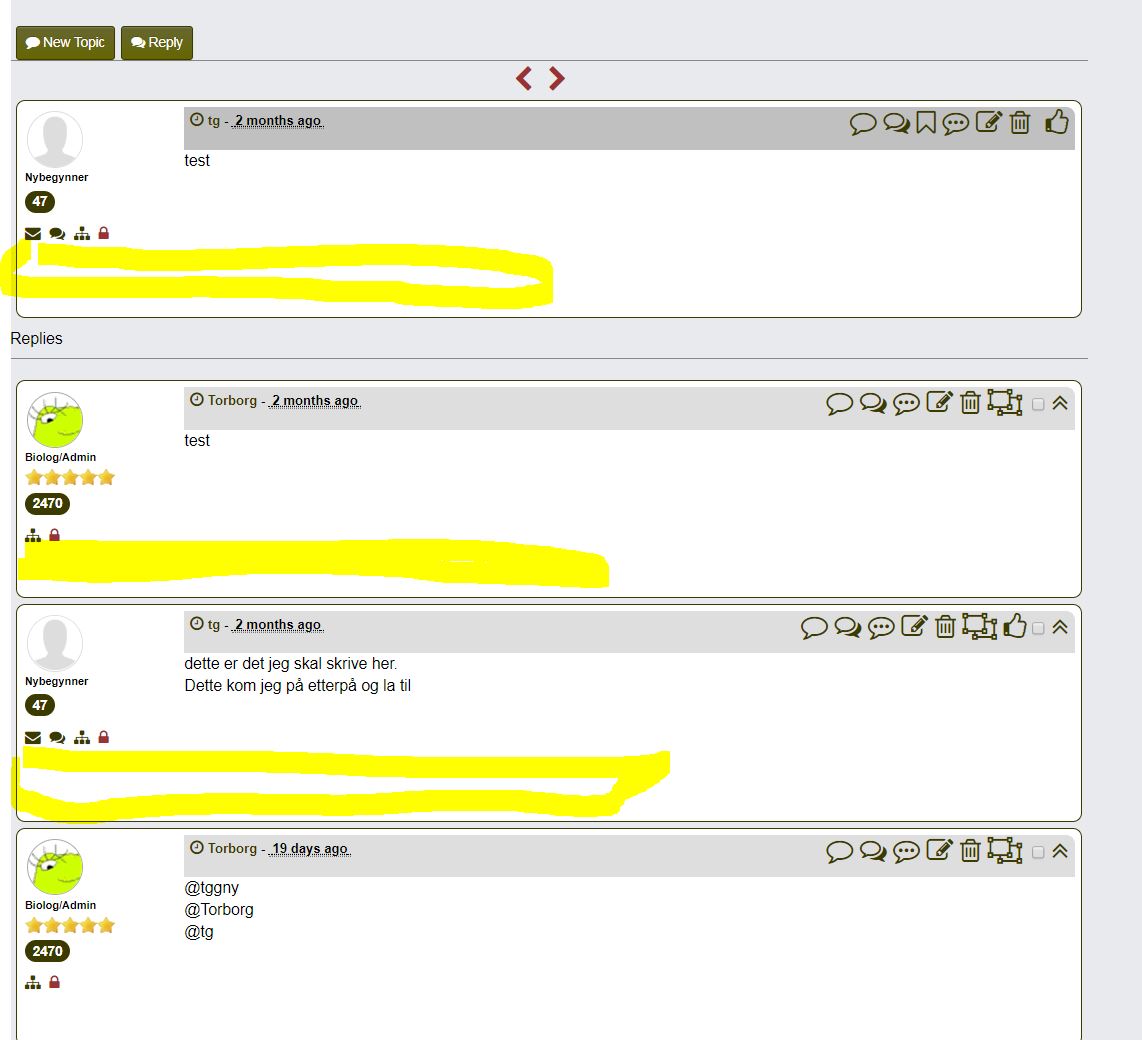 New Topic Reply
tg - 2 months ago
test
Nybegynner
47
Replies
Torborg - 2 months ago
test
Biolog/Admin
2470
tg - 2 months ago
dette er det jeg skal skrive her.
Dette kom jeg på etterpå og la til
Nybegynner
47
Torborg - 19 days ago
@tggny
@Torborg
@tg
Biolog/Admin
2470